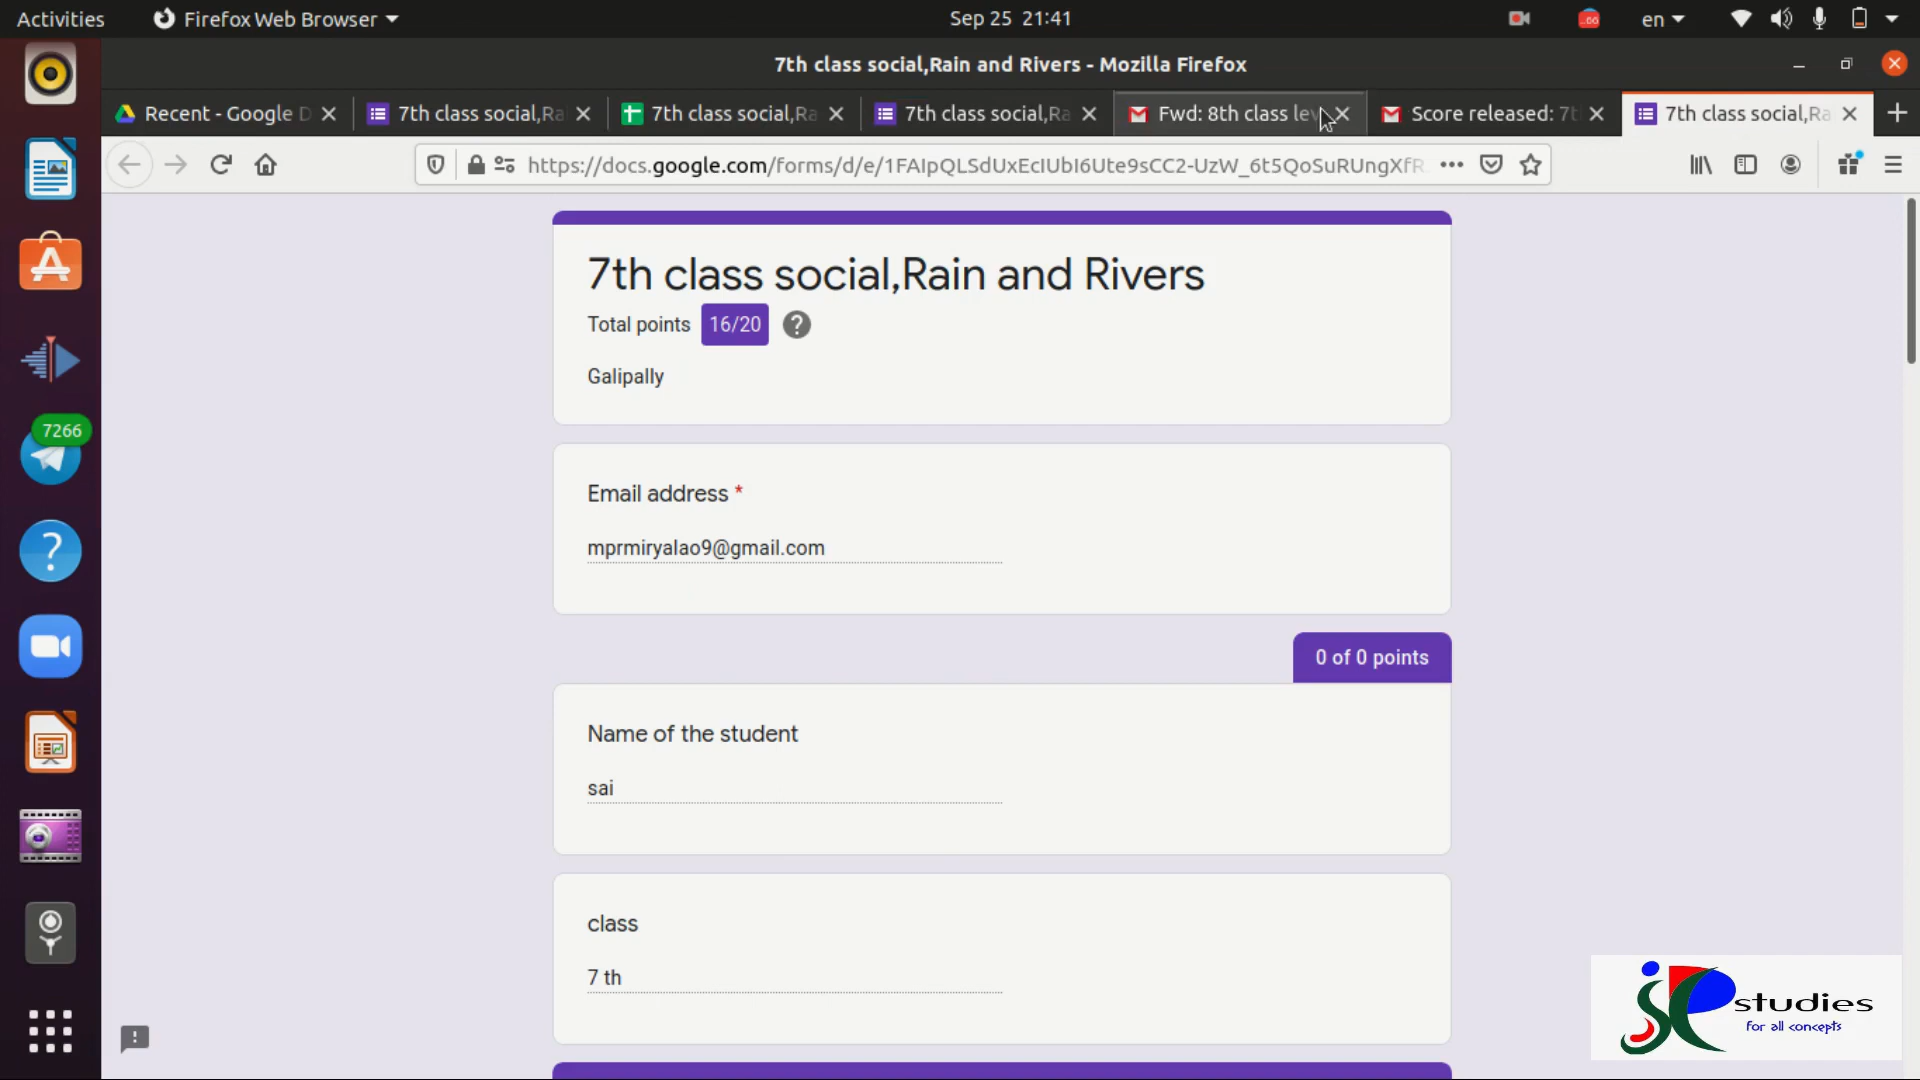 Activities
Firefox Web Browser
Sep 25 21:41
.66
en
7th class social,Rain and Rivers - Mozilla Firefox
Recent - Google D
7th class social,Ra
7th class social,Ra
7th class social,Ra
Fwd: 8th class lev
Score released: 7t
7th class social,Ra
https://docs.google.com/forms/d/e/1FAIpQLSdUxEcIUbI6Ute9sCC2-UzW_6t5QoSuRUngXfR
7266
7th class social,Rain and Rivers
Total points 16/20 ?
Galipally
Email address *
mprmiryalao9@gmail.com
0 of 0 points
Name of the student
sai
class
7 th
studies
for all concepts